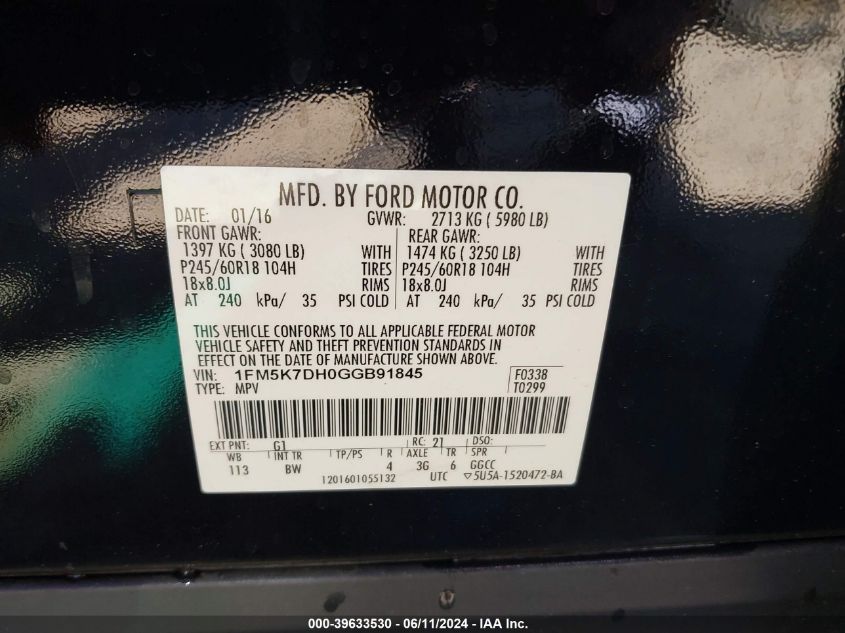 MFD. BY FORD MOTOR CO.
DATE: 01/16 GVWR: 2713 KG ( 5980 LB)
FRONT GAWR: REAR GAWR:
1397 KG ( 3080 LB) WITH 1474 KG ( 3250 LB) WITH
P245/60R18 104H TIRES P245/60R18 104H TIRES
18x8.0J RIMS 18x8.0J RIMS
AT 240 kPa/ 35 PSI COLD AT 240 kPa/ 35 PSI COLD
THIS VEHICLE CONFORMS TO ALL APPLICABLE FEDERAL MOTOR
VEHICLE SAFETY AND THEFT PREVENTION STANDARDS IN
EFFECT ON THE DATE OF MANUFACTURE SHOWN ABOVE.
VIN: 1FM5K7DH0GGB91845 F0338
TYPE: MPV T0299
EXT PNT: G1 RC: 21 DSO:
WB INT TR TP/PS R AXLE TR SPR
113 BW 4 3G 6 GGCC
1201601055132 UTC ▽5U5A-1520472-BA
000-39633530 - 06/11/2024 - IAA Inc.